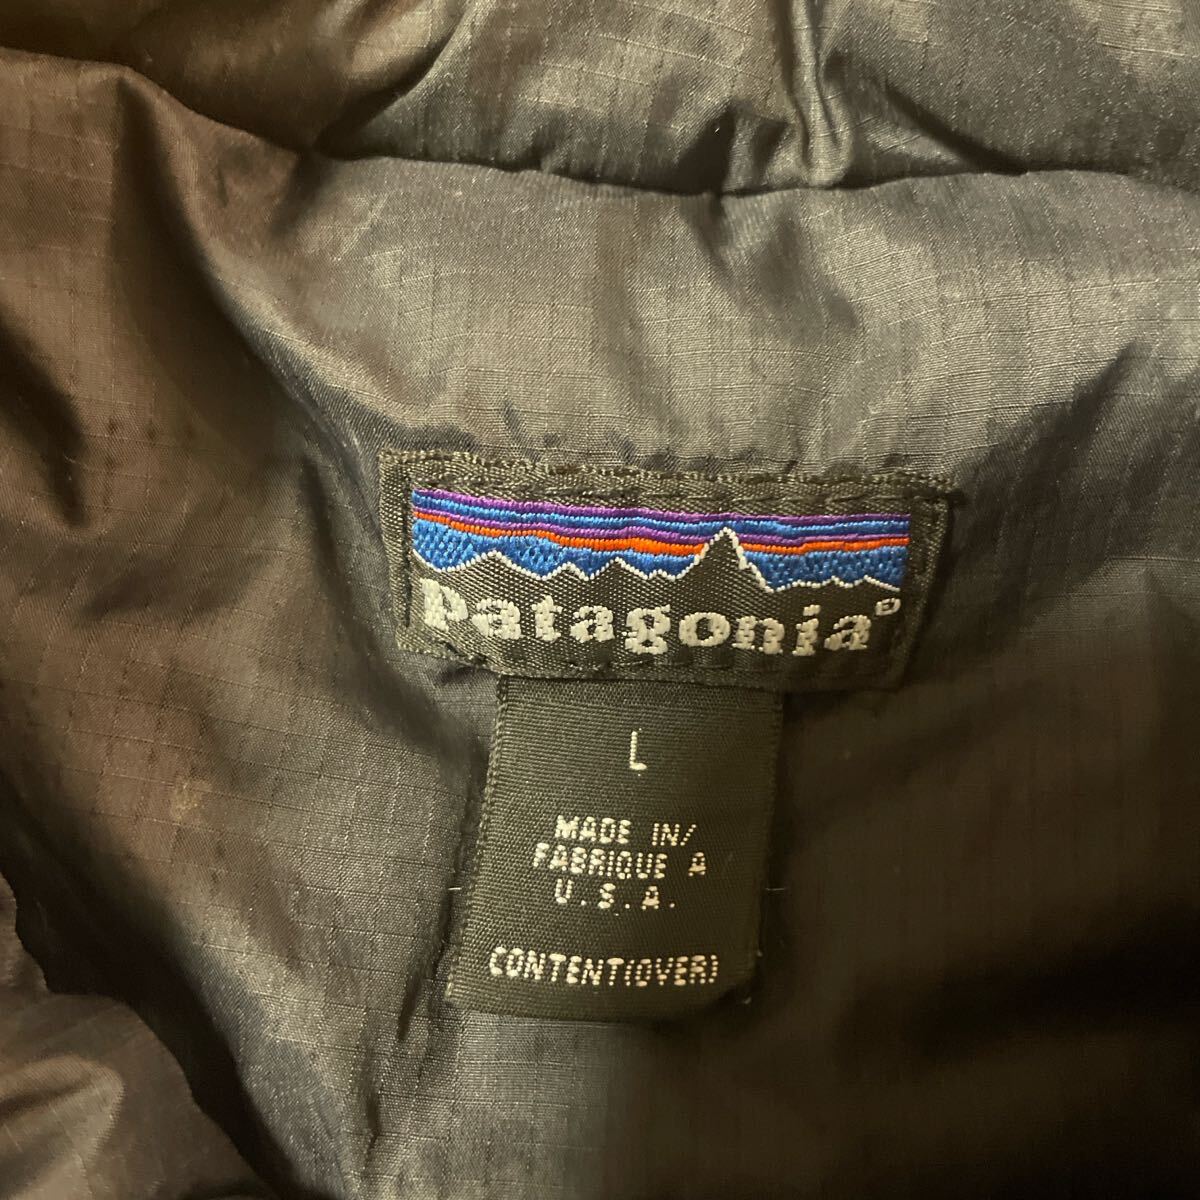 patagonia®
L
MADE IN/
FABRIQUE A
U.S.A.
CONTENT(OVER)